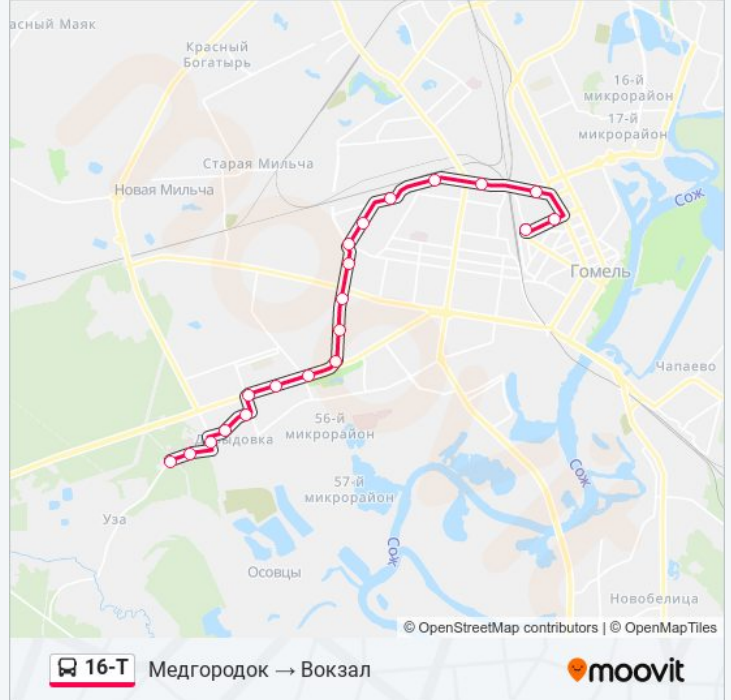 асный Маяк
Красный
Богатырь
16-й
микрорайон
17-й
микрорайон
Старая Мильча
Новая Мильча
Сож
Гомель
Чапаево
56-й
микрорайон
57-й
микрорайон
Сож
Уза
Сож
Осовцы
Новобелица
© OpenStreetMap contributors | © OpenMapTiles
16-Т Медгородок → Вокзал
moovit